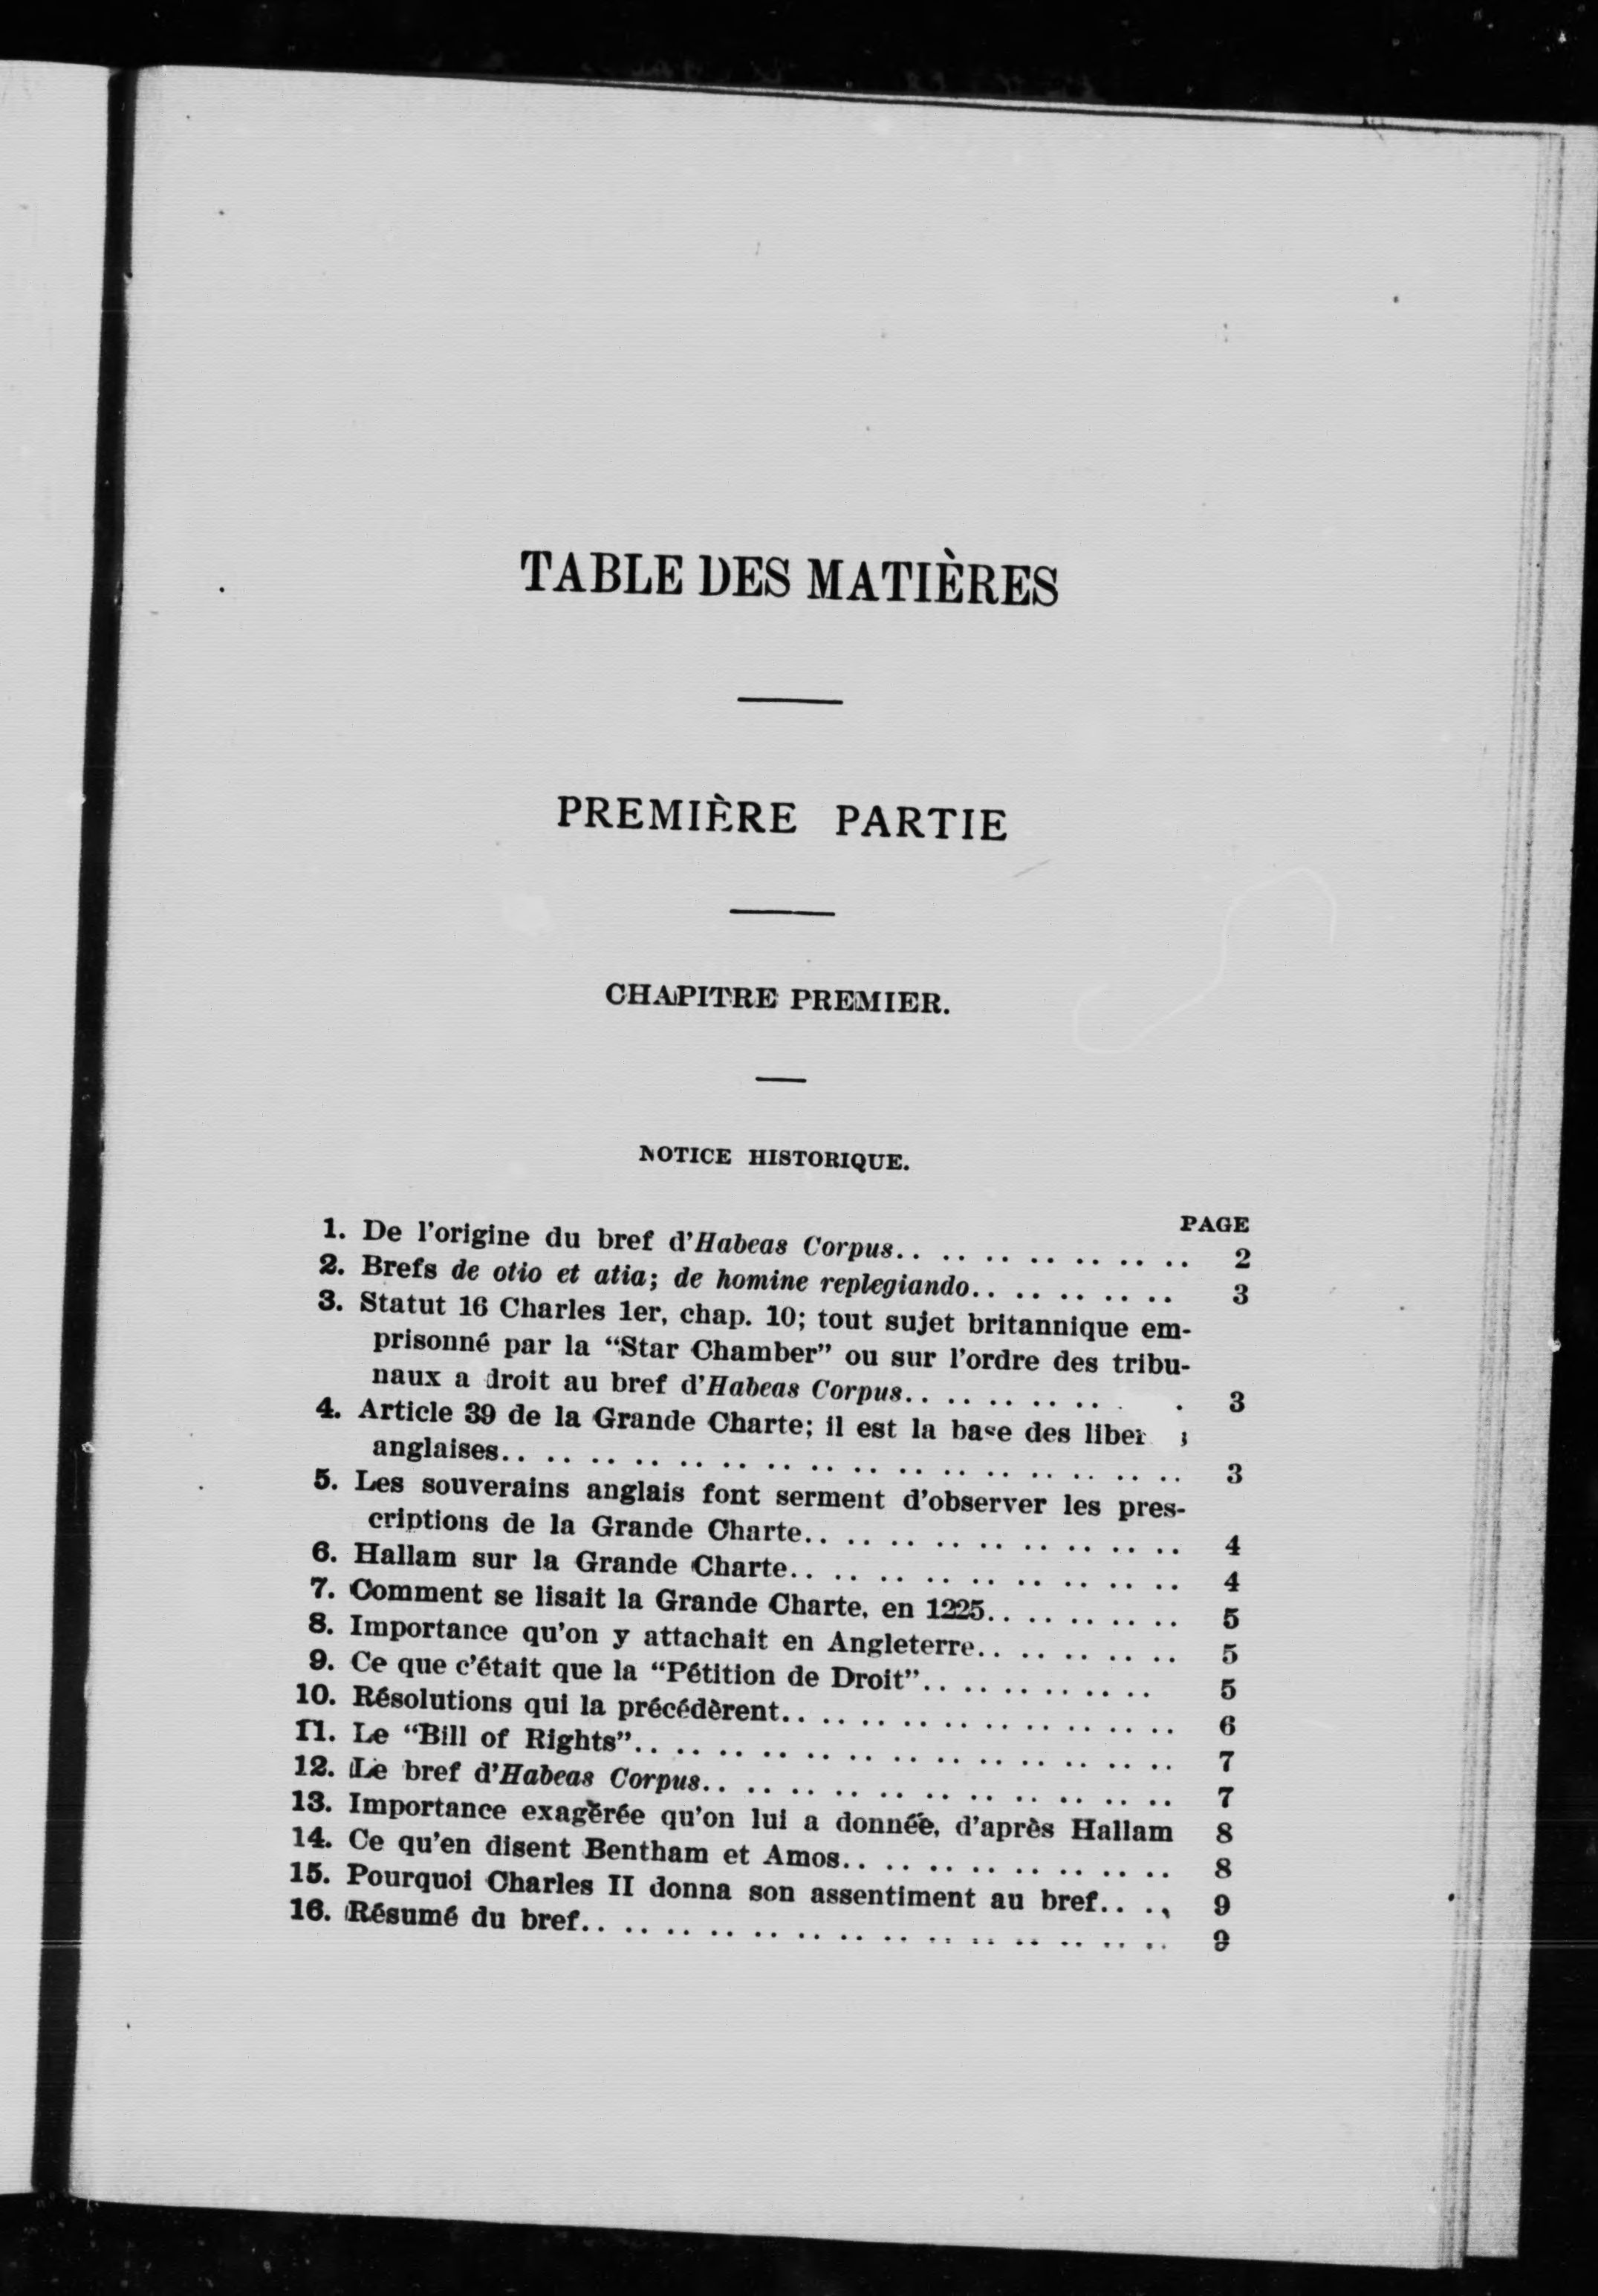 TABLE DES MATIÈRES
PREMIÈRE PARTIE
CHAPITRE PREMIER.
NOTICE HISTORIQUE.
PAGE
1. De l'origine du bref d'Habeas Corpus.. .. .. .. .. .. .. 2
2. Brefs de otio et atia; de homine replegiando.. .. .. .. .. 3
3. Statut 16 Charles 1er, chap. 10; tout sujet britannique em-
prisonné par la “Star Chamber” ou sur l'ordre des tribu-
naux a droit au bref d'Habeas Corpus.. .. .. .. .. . . 3
4. Article 39 de la Grande Charte; il est la base des
anglaises.. .. .. .. .. .. .. .. .. .. .. .. .. .. .. .. 3
5. Les souverains anglais font serment d'observer les pres-
criptions de la Grande Charte.. .. .. .. .. .. .. .. .. 4
6. Hallam sur la Grande Charte.. .. .. .. .. .. .. .. .. 4
7. Comment se lisait la Grande Charte, en 1225.. .. .. .. .. 5
8. Importance qu'on y attachait en Angleterre.. .. .. .. .. 5
9. Ce que c'était que la “Pétition de Droit”.. .. .. .. .. .. 5
10. Résolutions qui la précédèrent.. .. .. .. .. .. .. .. .. .. 6
11. Le “Bill of Rights”.. .. .. .. .. .. .. .. .. .. .. .. .. 7
12. Le bref d'Habeas Corpus.. .. .. .. .. .. .. .. .. .. .. 7
13. Importance exagérée qu'on lui a donnée, d'après Hallam 8
14. Ce qu'en disent Bentham et Amos.. .. .. .. .. .. .. .. 8
15. Pourquoi Charles II donna son assentiment au bref.. .. 9
16. Résumé du bref.. .. .. .. .. .. .. .. .. .. .. .. .. .. 9